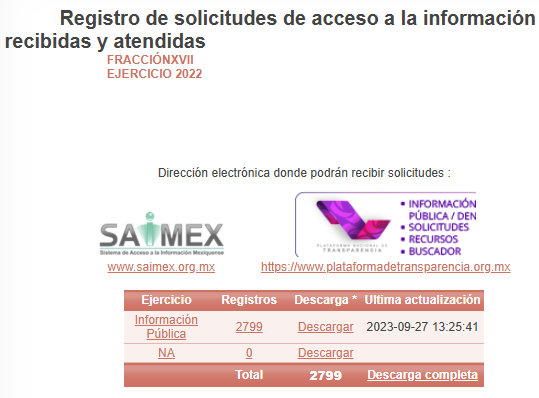 Registro de solicitudes de acceso a la información
recibidas y atendidas
FRACCIÓNXVII
EJERCICIO 2022
Dirección electrónica donde podrán recibir solicitudes :
SAIMEX
Sistema de Acceso a la Información Mexiquense
www.saimex.org.mx
PLATAFORMA NACIONAL DE
TRANSPARENCIA
• INFORMACIÓN
PÚBLICA / DEN
• SOLICITUDES
• RECURSOS
• BUSCADOR
https://www.plataformadetransparencia.org.mx
Ejercicio Registros Descarga * Ultima actualización
Información
Pública 2799 Descargar 2023-09-27 13:25:41
NA 0 Descargar
Total 2799 Descarga completa